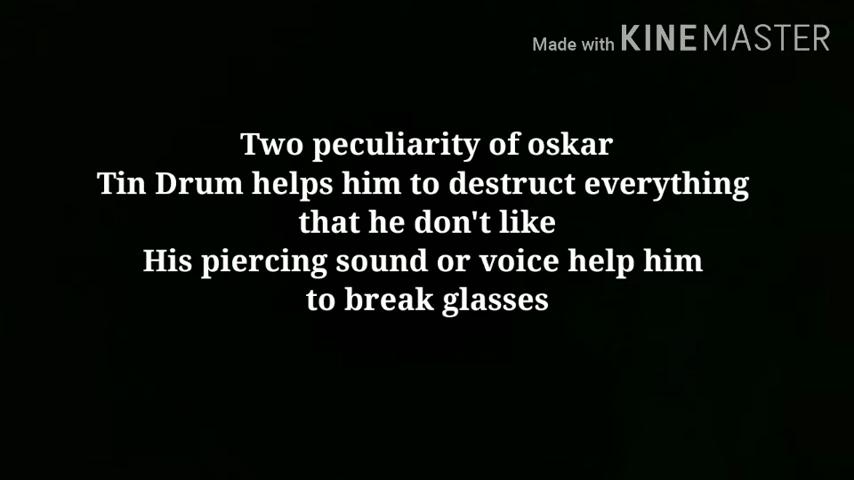 Made with KINEMASTER
Two peculiarity of oskar
Tin Drum helps him to destruct everything
that he don't like
His piercing sound or voice help him
to break glasses